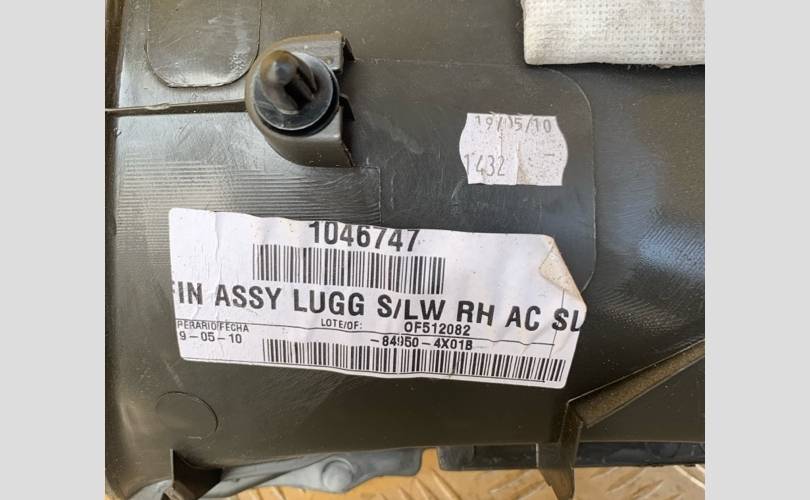 19/05/10
1432
1046747
FIN ASSY LUGG S/LW RH AC SL
PERARIO/FECHA LOTE/OF: OF512082
9-05-10 -84950-4X01B